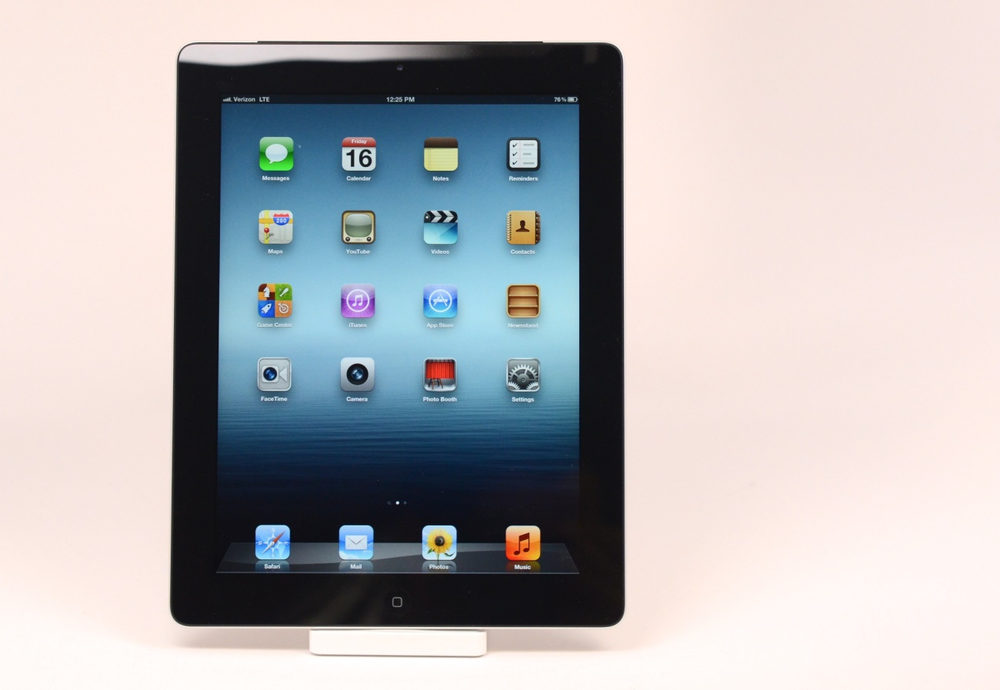 Verizon LTE 12:25 PM 76%
Friday
16
Messages Calendar Notes Reminders
280
Maps YouTube Videos Contacts
Game Center iTunes App Store Newsstand
FaceTime Camera Photo Booth Settings
Safari Mail Photos Music